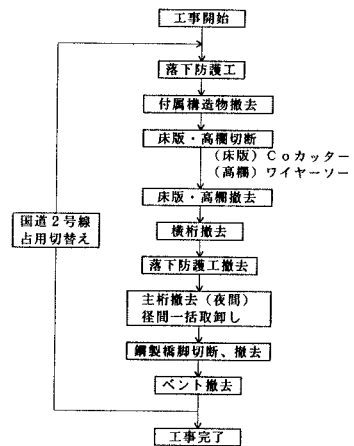 工事開始
落下防護工
付属構造物撤去
床版・高欄切断
(床版) Coカッター
(高欄) ワイヤーソー
床版・高欄撤去
国道2号線
占用切替え
横桁撤去
落下防護工撤去
主桁撤去(夜間)
径間一括取卸し
鋼製橋脚切断、撤去
ベント撤去
工事完了